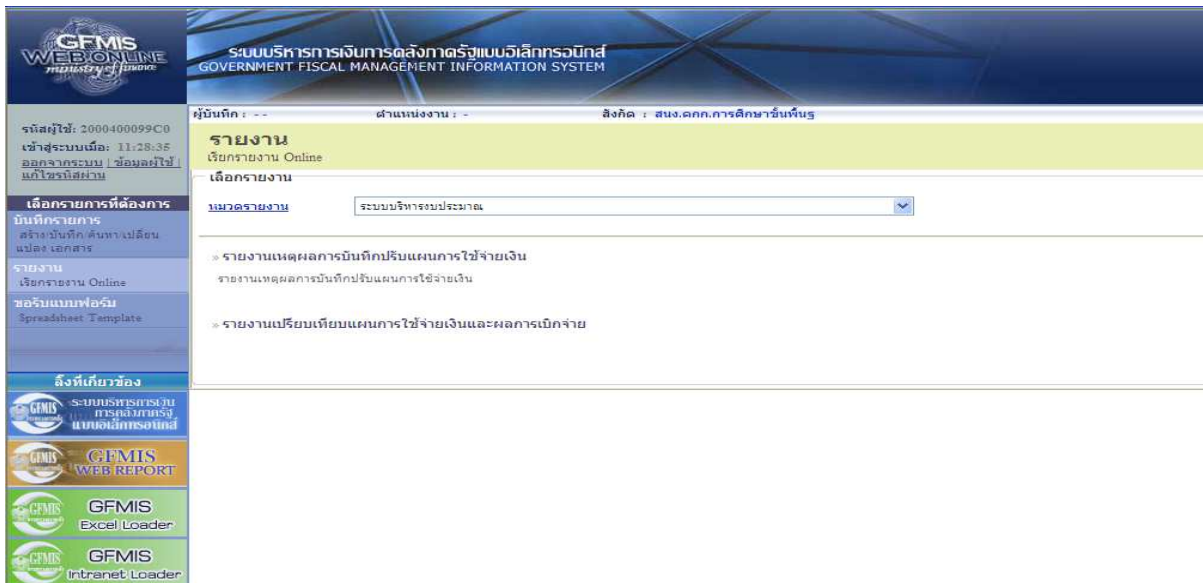 GFMIS
WEB ONLINE
ministry of finance
ระบบบริหารการเงินการคลังภาครัฐแบบอิเล็กทรอนิกส์
GOVERNMENT FISCAL MANAGEMENT INFORMATION SYSTEM
ผู้บันทึก : - - ตำแหน่งงาน : - สังกัด : สนง.คกก.การศึกษาขั้นพื้นฐ
รหัสผู้ใช้: 2000400099C0
เข้าสู่ระบบเมื่อ: 11:28:35
ออกจากระบบ | ข้อมูลผู้ใช้ |
แก้ไขรหัสผ่าน
เลือกรายการที่ต้องการ
บันทึกรายการ
สร้าง/บันทึก/ค้นหา/เปลี่ยน
แปลง เอกสาร
รายงาน
เรียกรายงาน Online
ขอรับแบบฟอร์ม
Spreadsheet Template
ลิ้งที่เกี่ยวข้อง
GFMIS ระบบบริหารการเงิน
การคลังภาครัฐ
แบบอิเล็กทรอนิกส์
GFMIS GFMIS
WEB REPORT
GFMIS GFMIS
Excel Loader
GFMIS GFMIS
Intranet Loader
รายงาน
เรียกรายงาน Online
เลือกรายงาน
หมวดรายงาน ระบบบริหารงบประมาณ
» รายงานเหตุผลการบันทึกปรับแผนการใช้จ่ายเงิน
รายงานเหตุผลการบันทึกปรับแผนการใช้จ่ายเงิน
» รายงานเปรียบเทียบแผนการใช้จ่ายเงินและผลการเบิกจ่าย